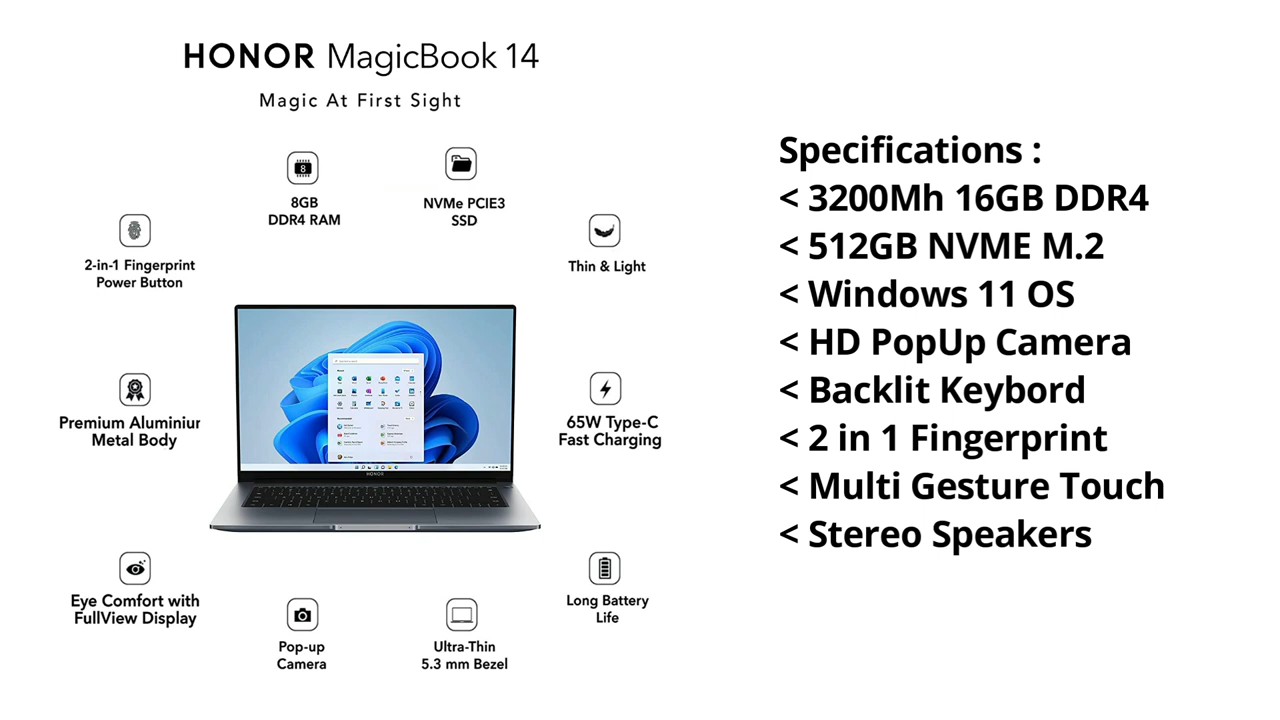 HONOR MagicBook 14
Magic At First Sight
8
8GB
DDR4 RAM
NVMe PCIE3
SSD
2-in-1 Fingerprint
Power Button
Thin & Light
Premium Aluminiur
Metal Body
65W Type-C
Fast Charging
HONOR
Eye Comfort with
FullView Display
Long Battery
Life
Pop-up
Camera
Ultra-Thin
5.3 mm Bezel
Specifications :
< 3200Mh 16GB DDR4
< 512GB NVME M.2
< Windows 11 OS
< HD PopUp Camera
< Backlit Keybord
< 2 in 1 Fingerprint
< Multi Gesture Touch
< Stereo Speakers